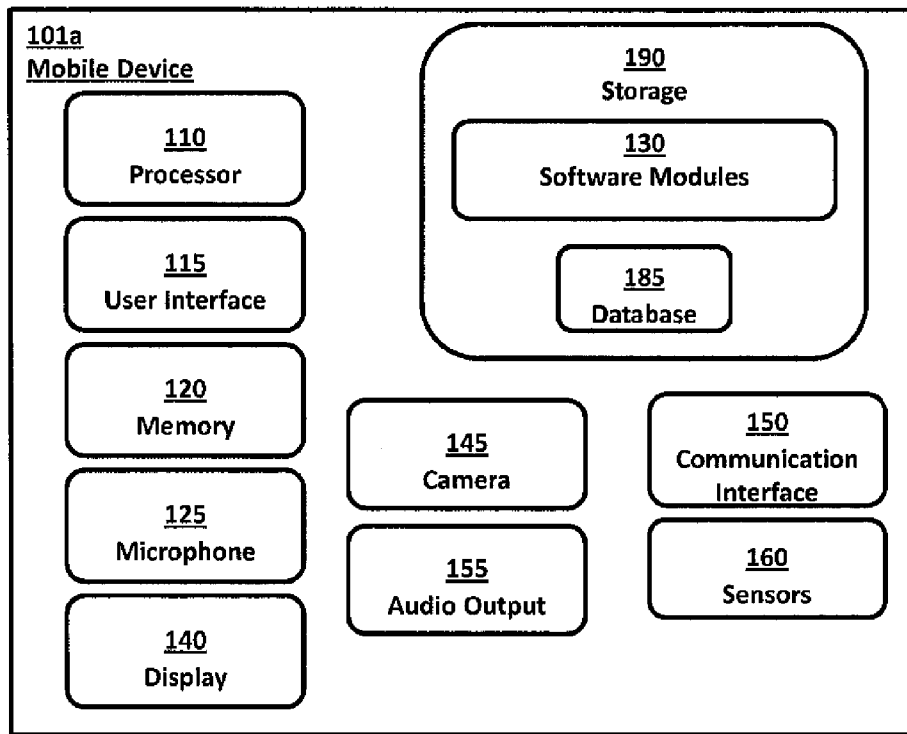 101a
Mobile Device
110
Processor
115
User Interface
120
Memory
125
Microphone
140
Display
190
Storage
130
Software Modules
185
Database
145
Camera
155
Audio Output
150
Communication
Interface
160
Sensors